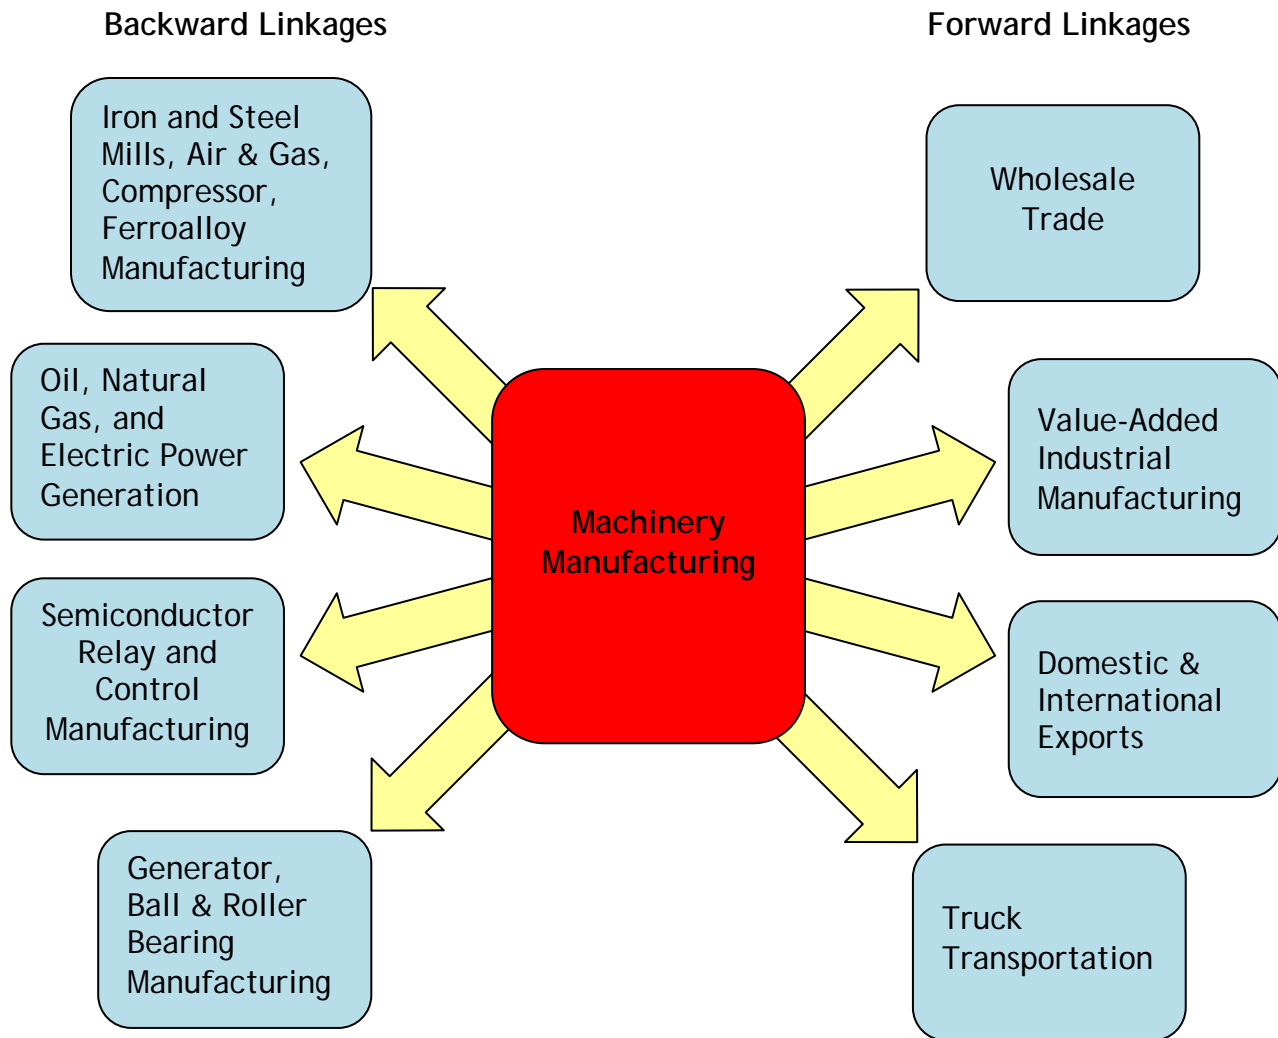 Backward Linkages
Forward Linkages
Iron and Steel
Mills, Air & Gas,
Compressor,
Ferroalloy
Manufacturing
Oil, Natural
Gas, and
Electric Power
Generation
Semiconductor
Relay and
Control
Manufacturing
Generator,
Ball & Roller
Bearing
Manufacturing
Machinery
Manufacturing
Wholesale
Trade
Value-Added
Industrial
Manufacturing
Domestic &
International
Exports
Truck
Transportation